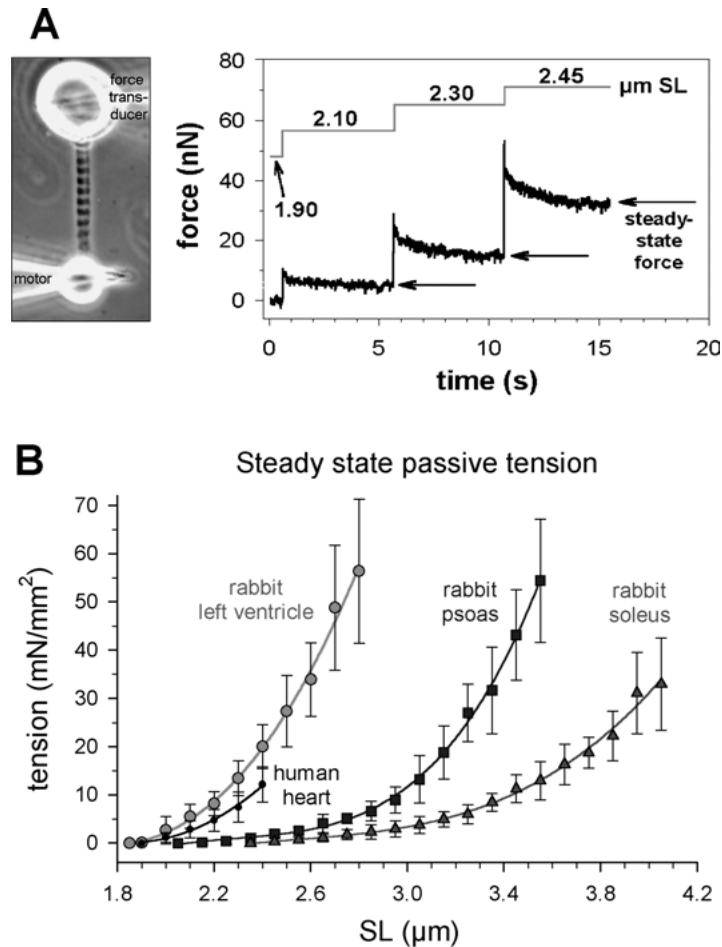 A
force
trans-
ducer
motor
80
60
40
20
0
force (nN)
1.90
2.10
2.30
2.45
µm SL
steady-
state
force
0
5
10
15
20
time (s)
B
Steady state passive tension
70
60
50
40
30
20
10
0
tension (mN/mm²)
rabbit
left ventricle
human
heart
rabbit
psoas
rabbit
soleus
1.8
2.2
2.6
3.0
3.4
3.8
4.2
SL (µm)